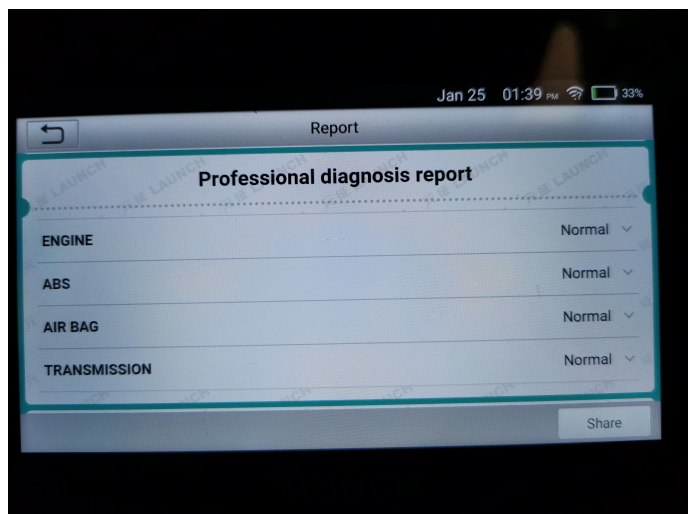 Jan 25 01:39 PM 33%
Report
Professional diagnosis report
ENGINE Normal
ABS Normal
AIR BAG Normal
TRANSMISSION Normal
Share
LAUNCH